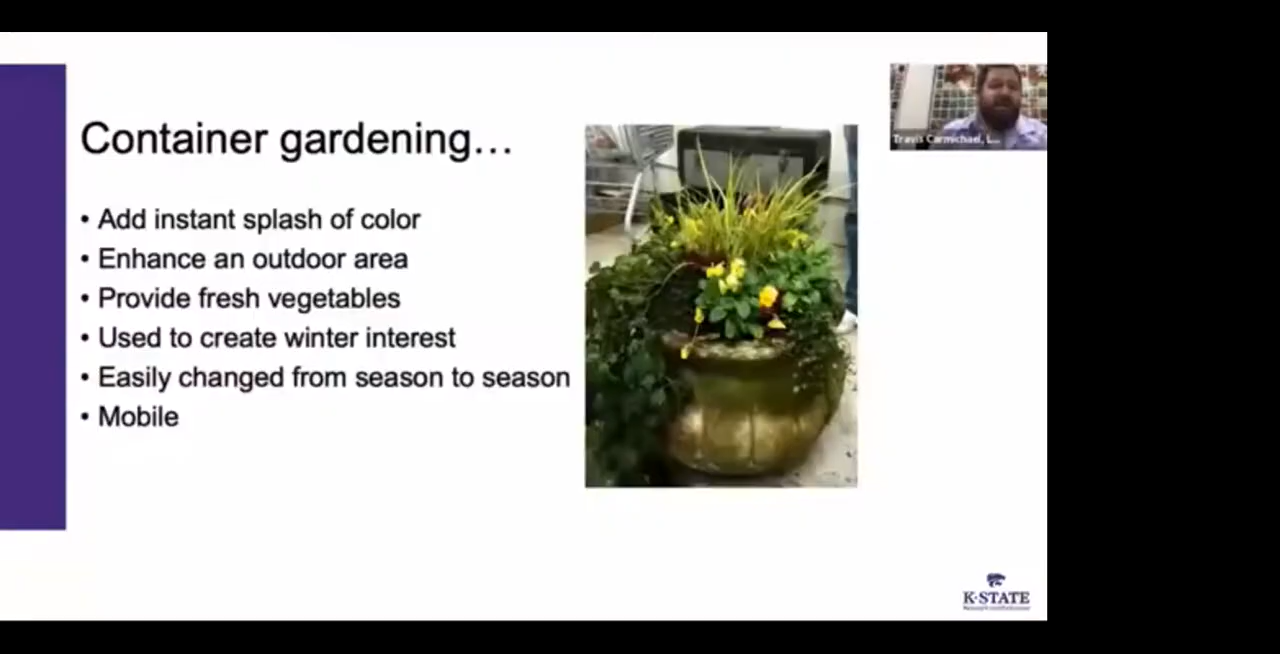 Container gardening…
• Add instant splash of color
• Enhance an outdoor area
• Provide fresh vegetables
• Used to create winter interest
• Easily changed from season to season
• Mobile
Travis Carmichael, L...
K-STATE